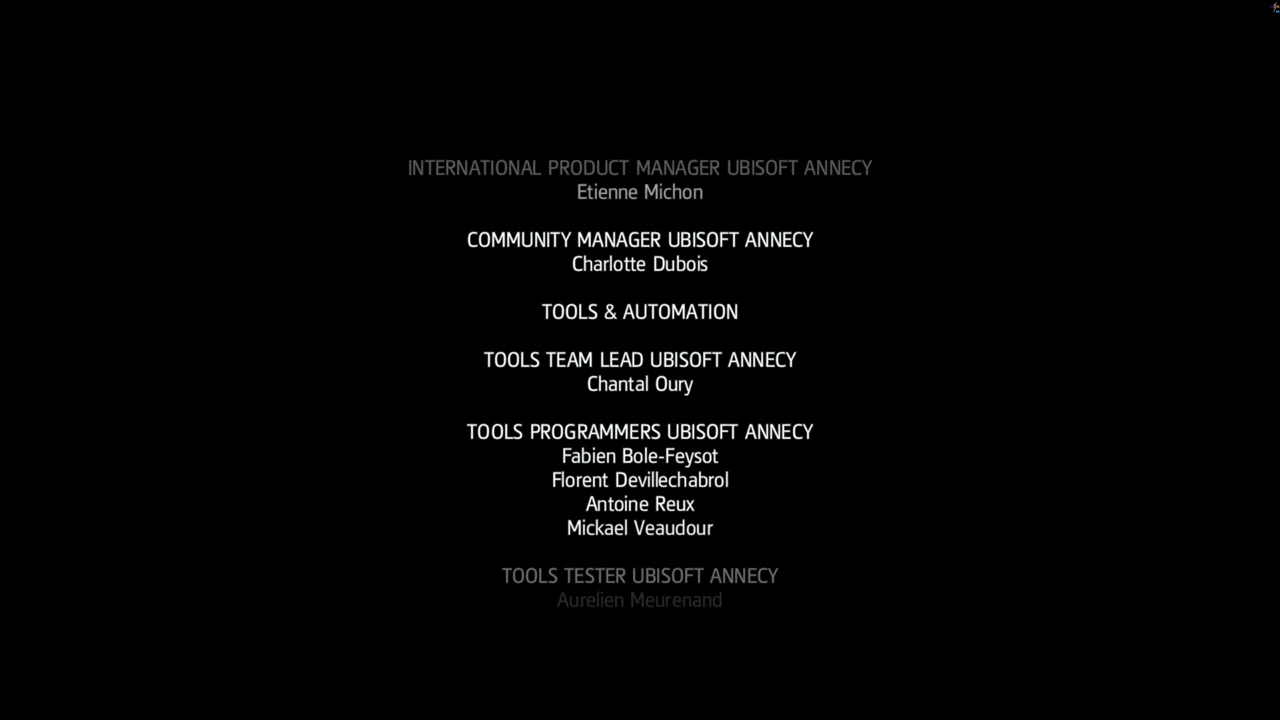 INTERNATIONAL PRODUCT MANAGER UBISOFT ANNECY
Etienne Michon
COMMUNITY MANAGER UBISOFT ANNECY
Charlotte Dubois
TOOLS & AUTOMATION
TOOLS TEAM LEAD UBISOFT ANNECY
Chantal Oury
TOOLS PROGRAMMERS UBISOFT ANNECY
Fabien Bole-Feysot
Florent Devillechabrol
Antoine Reux
Mickael Veaudour
TOOLS TESTER UBISOFT ANNECY
Aurelien Meurenand